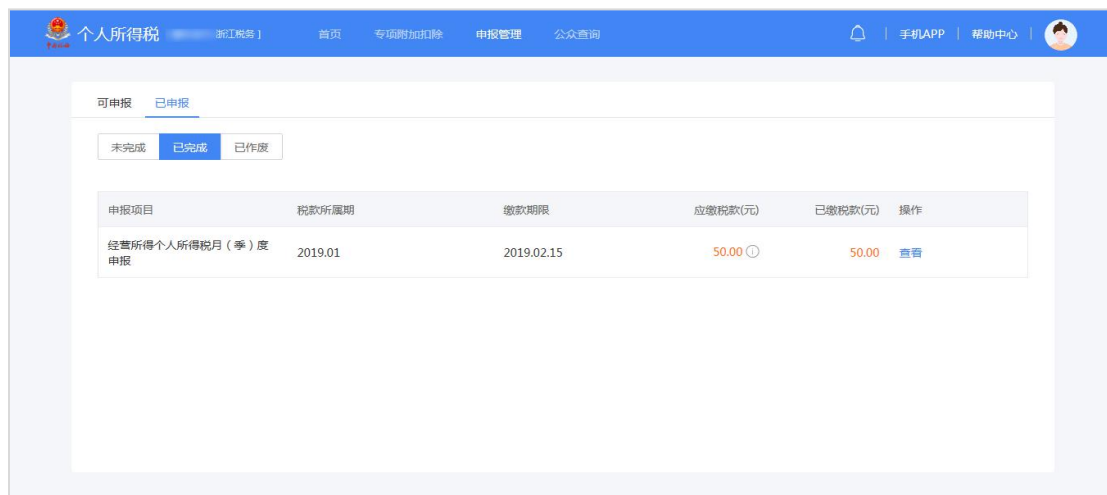 个人所得税 浙江税务 ] 首页 专项附加扣除 申报管理 公众查询 | 手机APP | 帮助中心 |
可申报 已申报
未完成 已完成 已作废
申报项目 税款所属期 缴款期限 应缴税款(元) 已缴税款(元) 操作
经营所得个人所得税月（季）度
申报 2019.01 2019.02.15 50.00 50.00 查看